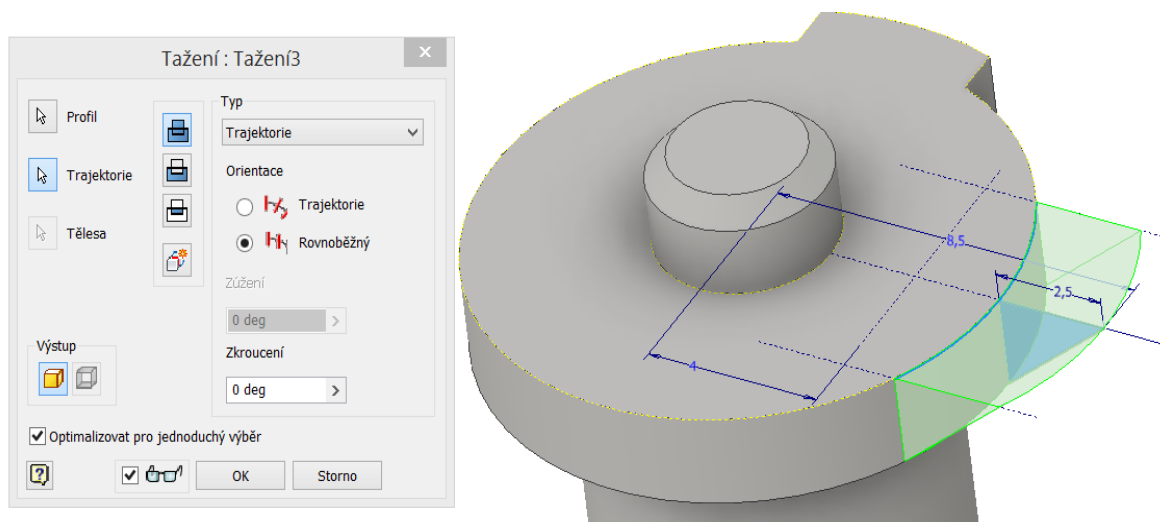 Tažení : Tažení3
Profil
Trajektorie
Tělesa
Typ
Trajektorie
Orientace
Trajektorie
Rovnoběžný
Zúžení
0 deg
Zkroucení
0 deg
Výstup
Optimalizovat pro jednoduchý výběr
OK
Storno
8,5
2,5
4